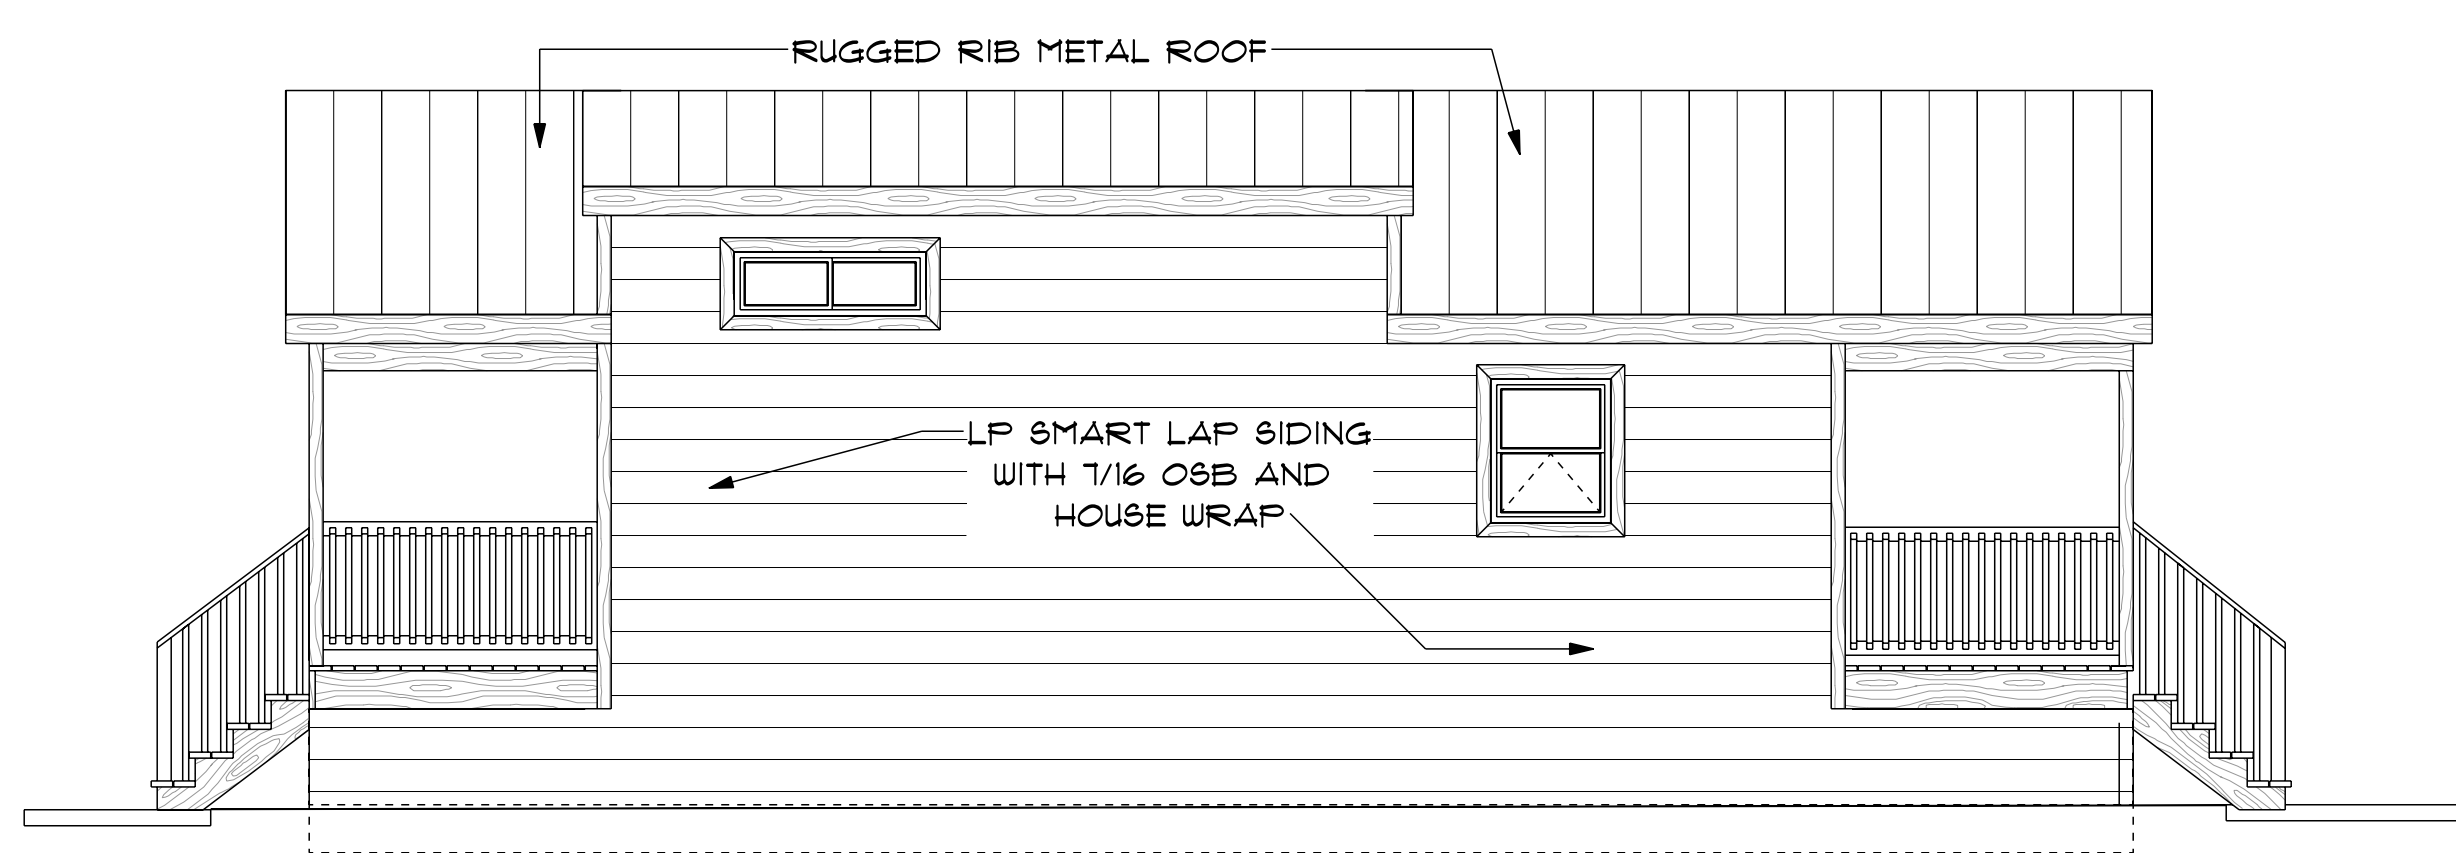 RUGGED RIB METAL ROOF
LP SMART LAP SIDING
WITH 7/16 OSB AND
HOUSE WRAP